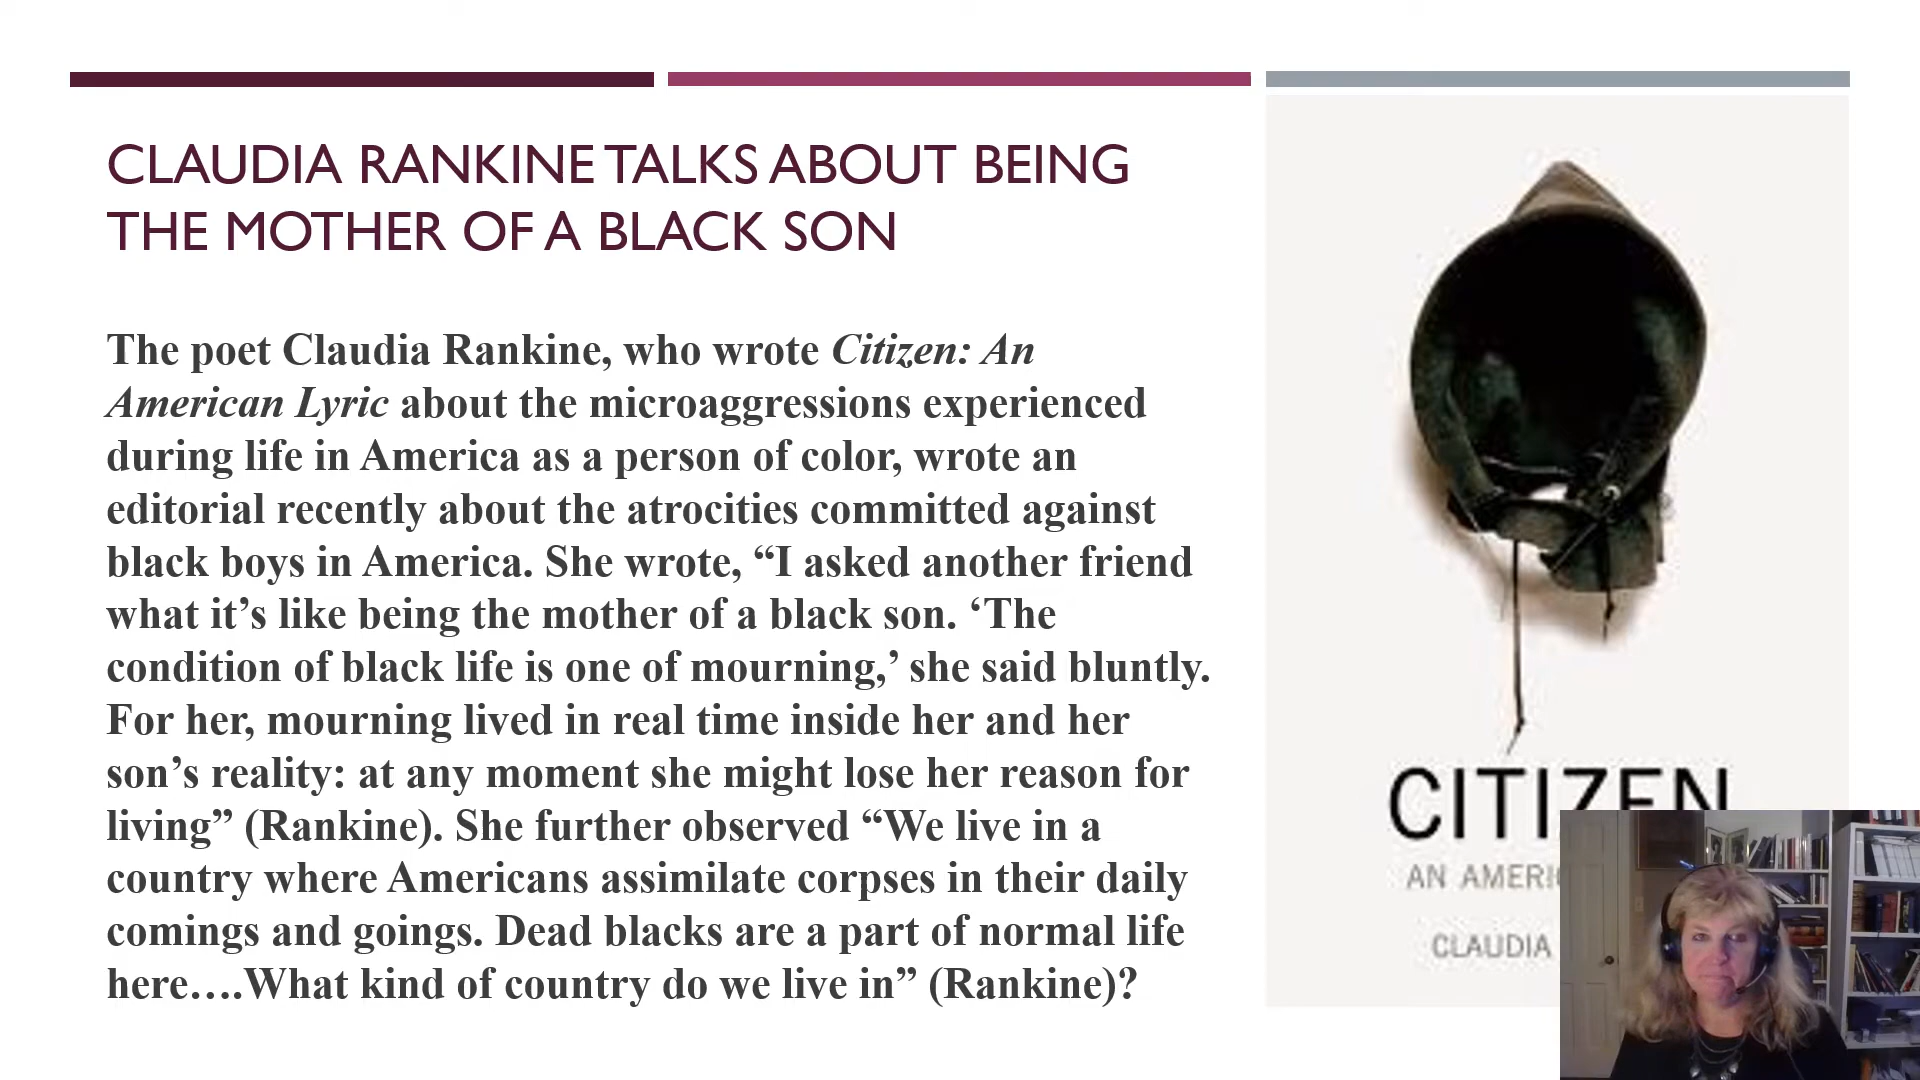 CLAUDIA RANKINE TALKS ABOUT BEING
THE MOTHER OF A BLACK SON
The poet Claudia Rankine, who wrote Citizen: An
American Lyric about the microaggressions experienced
during life in America as a person of color, wrote an
editorial recently about the atrocities committed against
black boys in America. She wrote, “I asked another friend
what it’s like being the mother of a black son. ‘The
condition of black life is one of mourning,’ she said bluntly.
For her, mourning lived in real time inside her and her
son’s reality: at any moment she might lose her reason for
living” (Rankine). She further observed “We live in a
country where Americans assimilate corpses in their daily
comings and goings. Dead blacks are a part of normal life
here….What kind of country do we live in” (Rankine)?
CITIZEN
AN AMERI
CLAUDIA